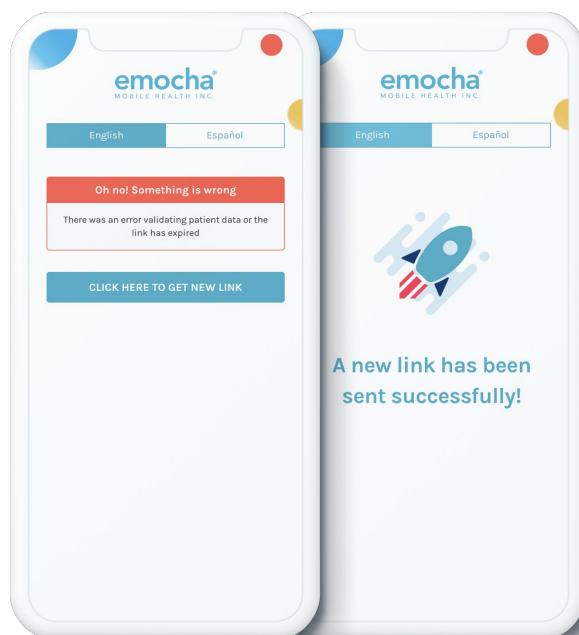 emocha®
MOBILE HEALTH INC.
English
Español
Oh no! Something is wrong
There was an error validating patient data or the
link has expired
CLICK HERE TO GET NEW LINK
emocha®
MOBILE HEALTH INC.
English
Español
A new link has been
sent successfully!